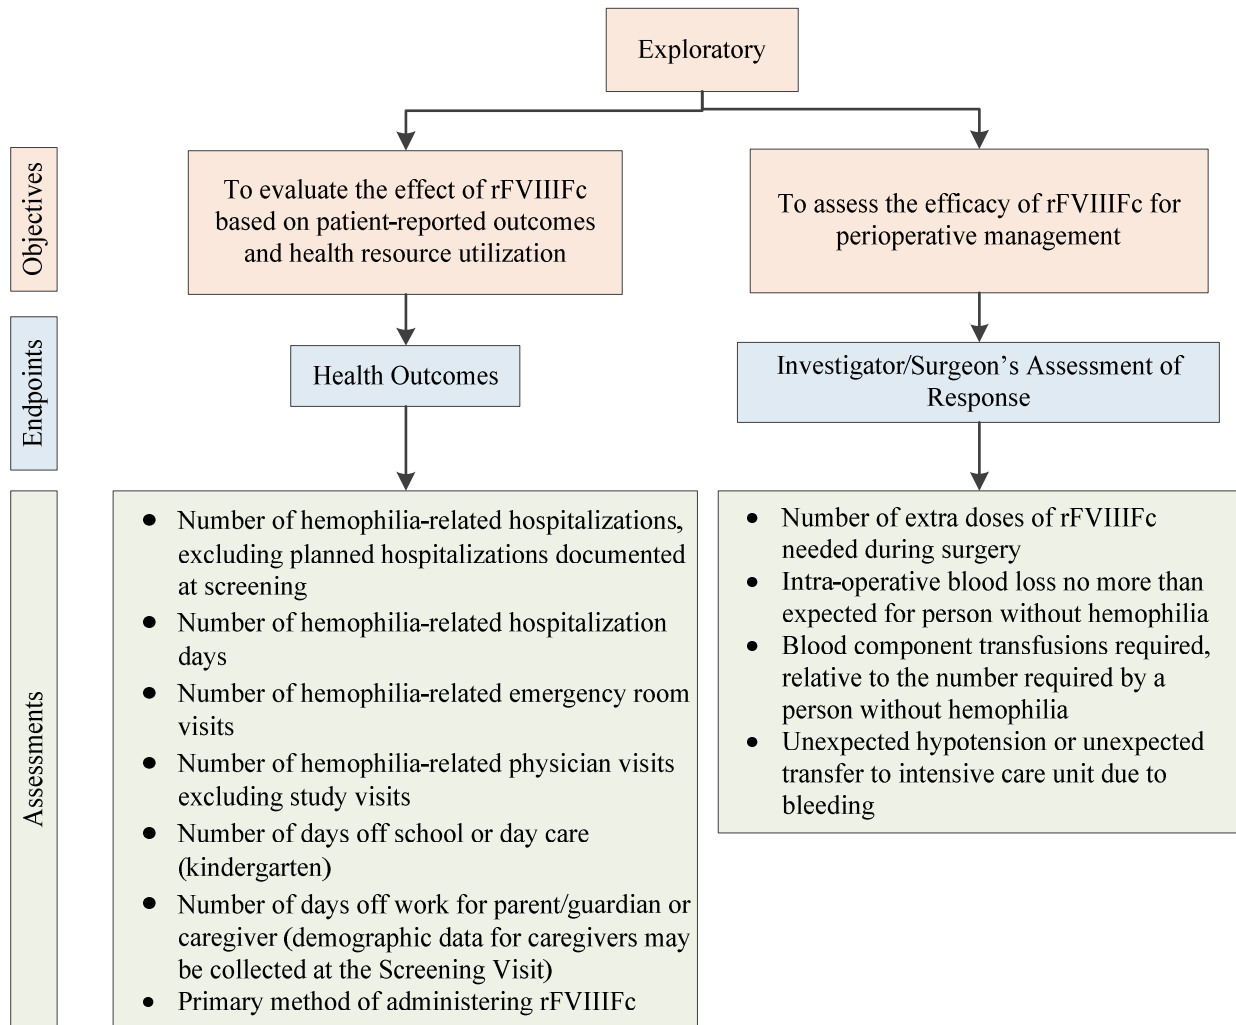 Exploratory
Objectives
To evaluate the effect of rFVIIIFc
based on patient-reported outcomes
and health resource utilization
To assess the efficacy of rFVIIIFc for
perioperative management
Endpoints
Health Outcomes
Investigator/Surgeon’s Assessment of
Response
Assessments
• Number of hemophilia-related hospitalizations,
excluding planned hospitalizations documented
at screening
• Number of hemophilia-related hospitalization
days
• Number of hemophilia-related emergency room
visits
• Number of hemophilia-related physician visits
excluding study visits
• Number of days off school or day care
(kindergarten)
• Number of days off work for parent/guardian or
caregiver (demographic data for caregivers may
be collected at the Screening Visit)
• Primary method of administering rFVIIIFc
• Number of extra doses of rFVIIIFc
needed during surgery
• Intra-operative blood loss no more than
expected for person without hemophilia
• Blood component transfusions required,
relative to the number required by a
person without hemophilia
• Unexpected hypotension or unexpected
transfer to intensive care unit due to
bleeding